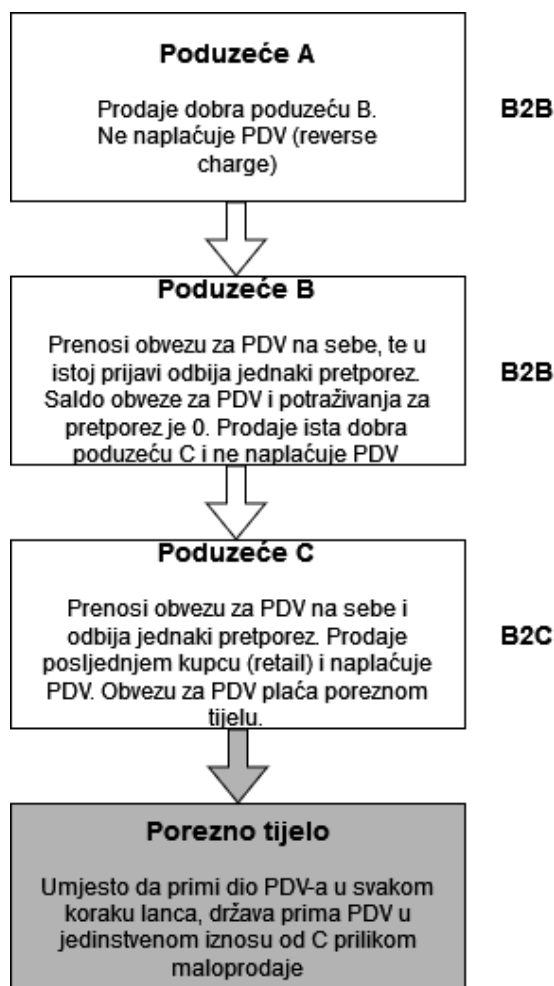 Poduzeće A
Prodaje dobra poduzeću B.
Ne naplaćuje PDV (reverse
charge)
B2B
Poduzeće B
Prenosi obvezu za PDV na sebe, te u
istoj prijavi odbija jednaki pretporez.
Saldo obveze za PDV i potraživanja za
pretporez je 0. Prodaje ista dobra
poduzeću C i ne naplaćuje PDV
B2B
Poduzeće C
Prenosi obvezu za PDV na sebe i
odbija jednaki pretporez. Prodaje
posljednjem kupcu (retail) i naplaćuje
PDV. Obvezu za PDV plaća poreznom
tijelu.
B2C
Porezno tijelo
Umjesto da primi dio PDV-a u svakom
koraku lanca, država prima PDV u
jedinstvenom iznosu od C prilikom
maloprodaje